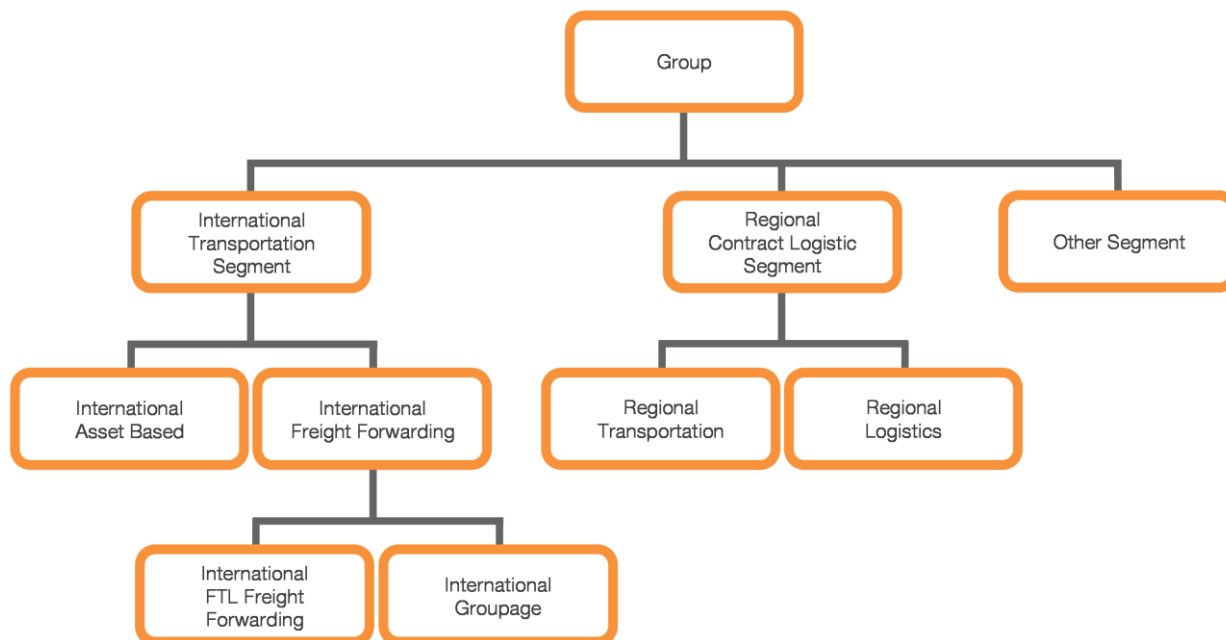 Group
International
Transportation
Segment
Regional
Contract Logistic
Segment
Other Segment
International
Asset Based
International
Freight Forwarding
Regional
Transportation
Regional
Logistics
International
FTL Freight
Forwarding
International
Groupage